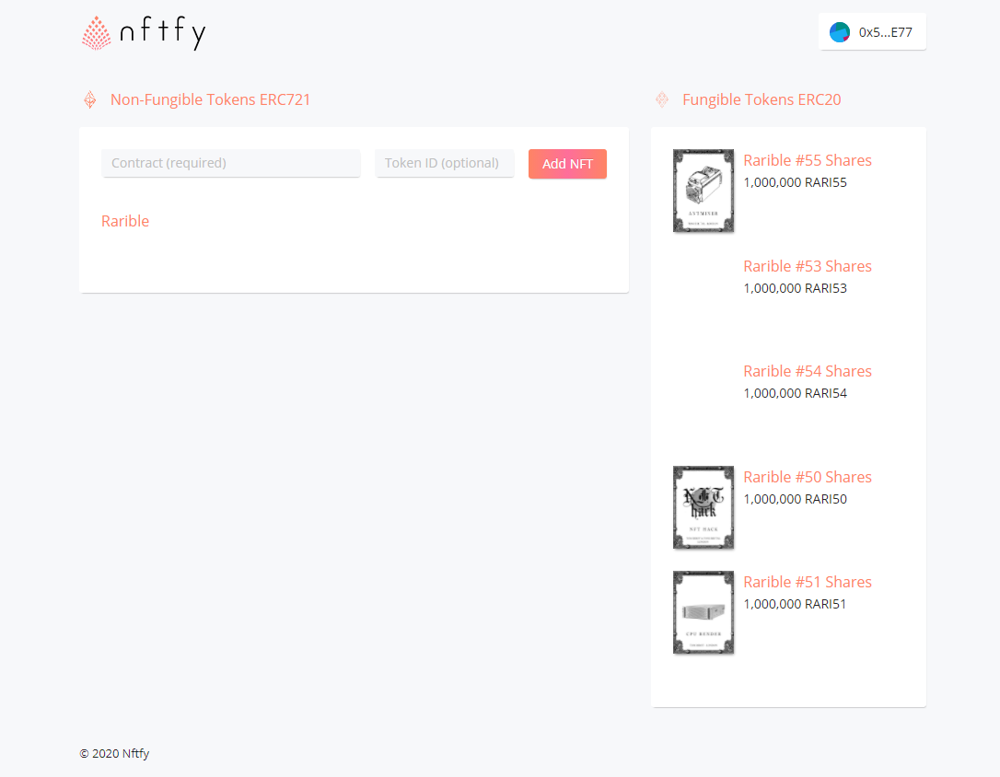 nftfy
0x5...E77
Non-Fungible Tokens ERC721
Fungible Tokens ERC20
Contract (required)
Token ID (optional)
Add NFT
Rarible
ANTMINER
Rarible #55 Shares
1,000,000 RARI55
Rarible #53 Shares
1,000,000 RARI53
Rarible #54 Shares
1,000,000 RARI54
NFT hack
NFT HACK
Rarible #50 Shares
1,000,000 RARI50
CPU RENDER
Rarible #51 Shares
1,000,000 RARI51
© 2020 Nftfy